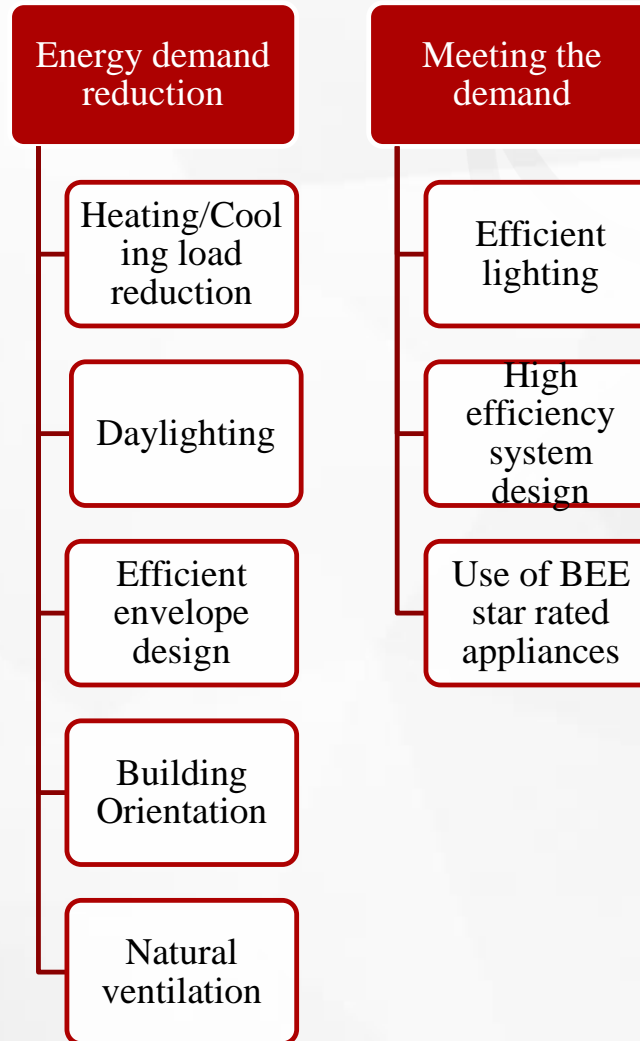 Energy demand
reduction
Heating/Cool
ing load
reduction
Daylighting
Efficient
envelope
design
Building
Orientation
Natural
ventilation
Meeting the
demand
Efficient
lighting
High
efficiency
system
design
Use of BEE
star rated
appliances